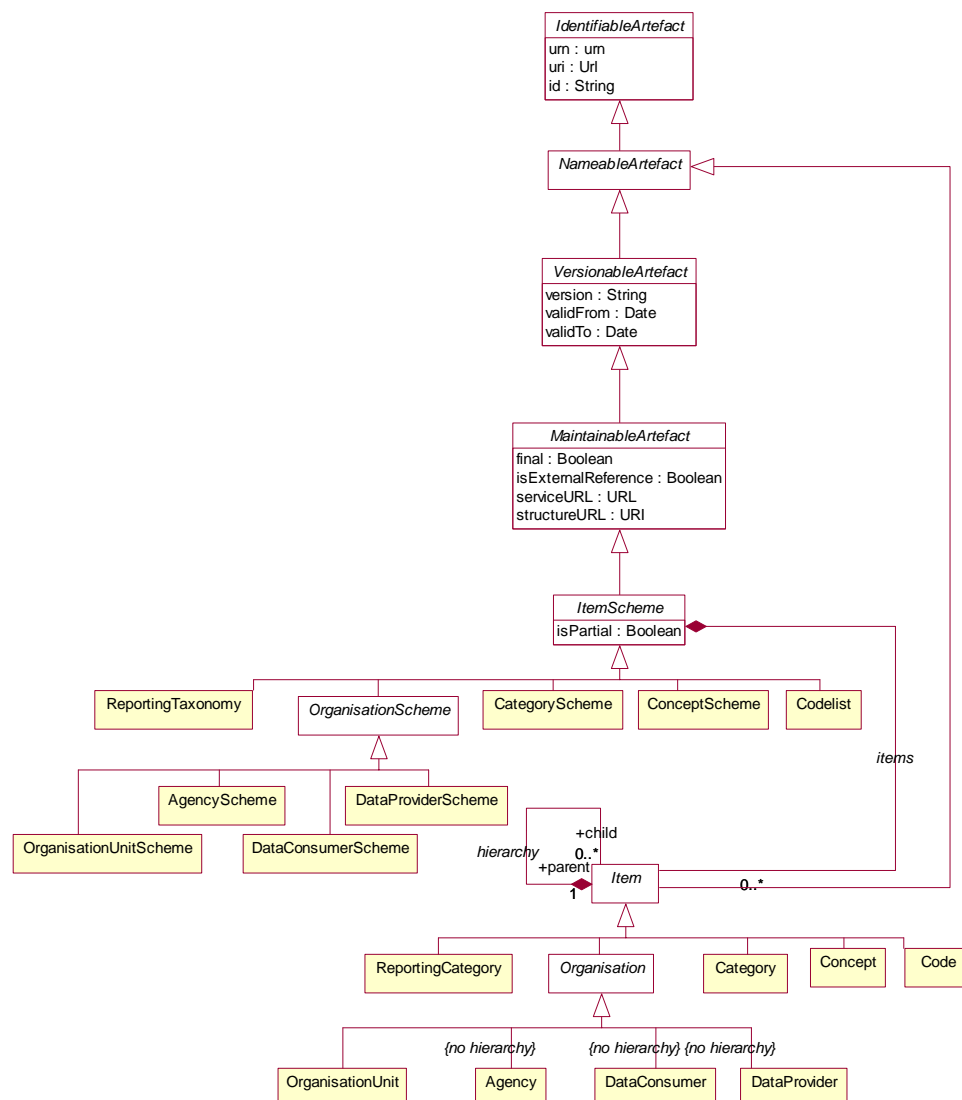 IdentifiableArtefact
urn : urn
uri : Url
id : String
NameableArtefact
VersionableArtefact
version : String
validFrom : Date
validTo : Date
MaintainableArtefact
final : Boolean
isExternalReference : Boolean
serviceURL : URL
structureURL : URI
ItemScheme
isPartial : Boolean
ReportingTaxonomy
OrganisationScheme
CategoryScheme
ConceptScheme
Codelist
items
AgencyScheme
DataProviderScheme
OrganisationUnitScheme
DataConsumerScheme
+child
0..*
hierarchy
+parent
1
Item
0..*
ReportingCategory
Organisation
Category
Concept
Code
{no hierarchy}
{no hierarchy}
{no hierarchy}
OrganisationUnit
Agency
DataConsumer
DataProvider